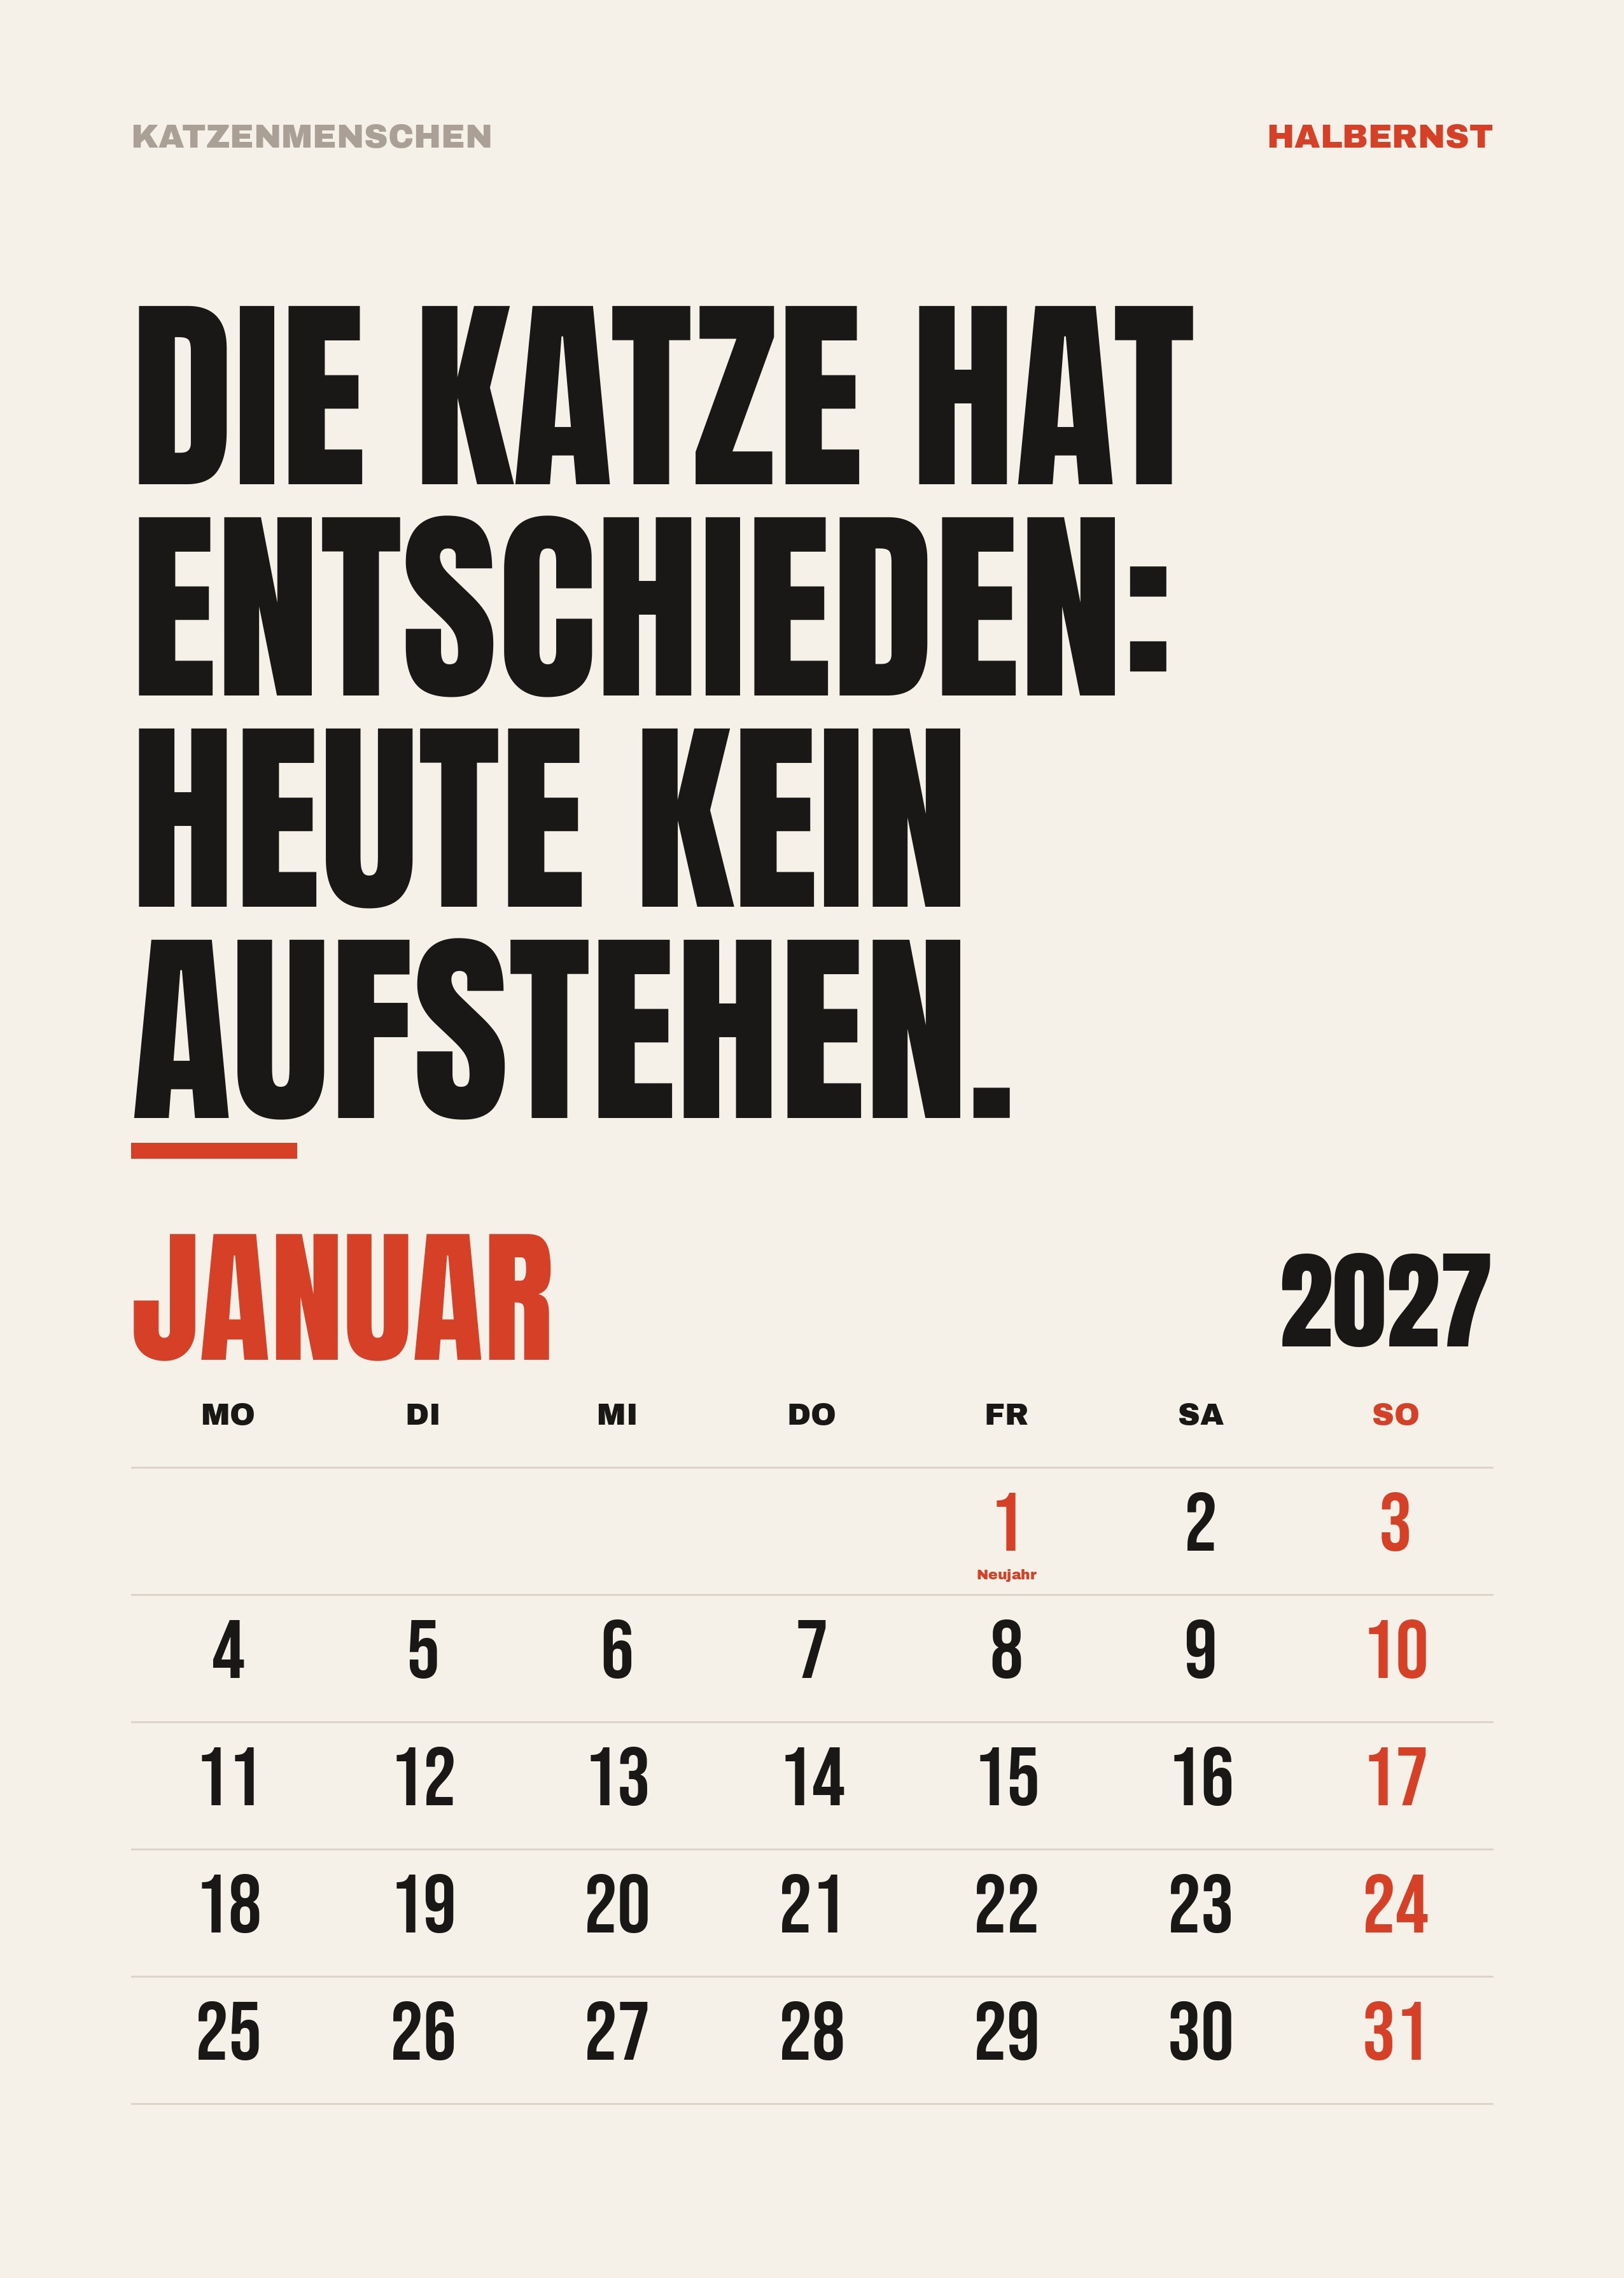 KATZENMENSCHEN HALBERNST
DIE KATZE HAT
ENTSCHIEDEN:
HEUTE KEIN
AUFSTEHEN.
JANUAR 2027
MO DI MI DO FR SA SO
1 2 3
Neujahr
4 5 6 7 8 9 10
11 12 13 14 15 16 17
18 19 20 21 22 23 24
25 26 27 28 29 30 31